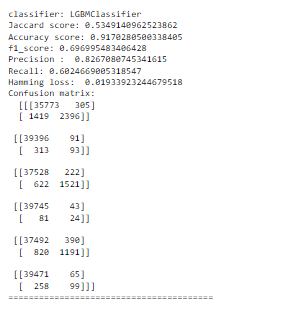 classifier: LGBMClassifier
Jaccard score: 0.5349140962523862
Accuracy score: 0.9170280500338405
f1_score: 0.696995483406428
Precision :  0.8267080745341615
Recall: 0.6024669005318547
Hamming loss:  0.01933923244679518
Confusion matrix:
[[[35773   305]
[ 1419  2396]]
[[39396    91]
[  313    93]]
[[37528   222]
[  622  1521]]
[[39745    43]
[   81    24]]
[[37492   390]
[  820  1191]]
[[39471    65]
[  258    99]]]
========================================